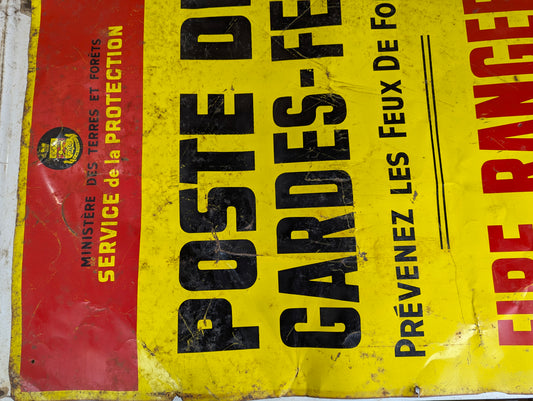 MINISTÈRE DES TERRES ET FORÊTS
SERVICE de la PROTECTION
POSTE D
GARDES-FE
PRÉVENEZ LES FEUX DE FO
FIRE RANGER